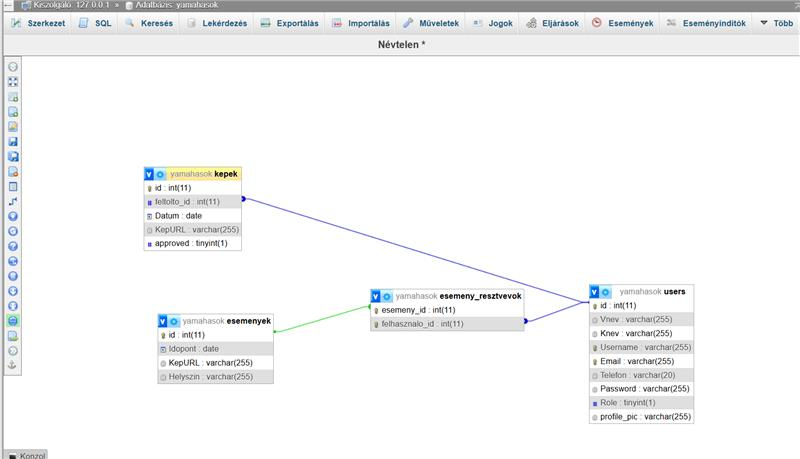 Kiszolgáló: 127.0.0.1 » Adatbázis: yamahasok
Szerkezet SQL Keresés Lekérdezés Exportálás Importálás Műveletek Jogok Eljárások Események Eseményindítók Több
Névtelen *
yamahasok kepek
id : int(11)
feltolto_id : int(11)
Datum : date
KepURL : varchar(255)
approved : tinyint(1)
yamahasok esemenyek
id : int(11)
Idopont : date
KepURL : varchar(255)
Helyszin : varchar(255)
yamahasok esemeny_resztvevok
esemeny_id : int(11)
felhasznalo_id : int(11)
yamahasok users
id : int(11)
Vnev : varchar(255)
Knev : varchar(255)
Username : varchar(255)
Email : varchar(255)
Telefon : varchar(20)
Password : varchar(255)
Role : tinyint(1)
profile_pic : varchar(255)
Konzol